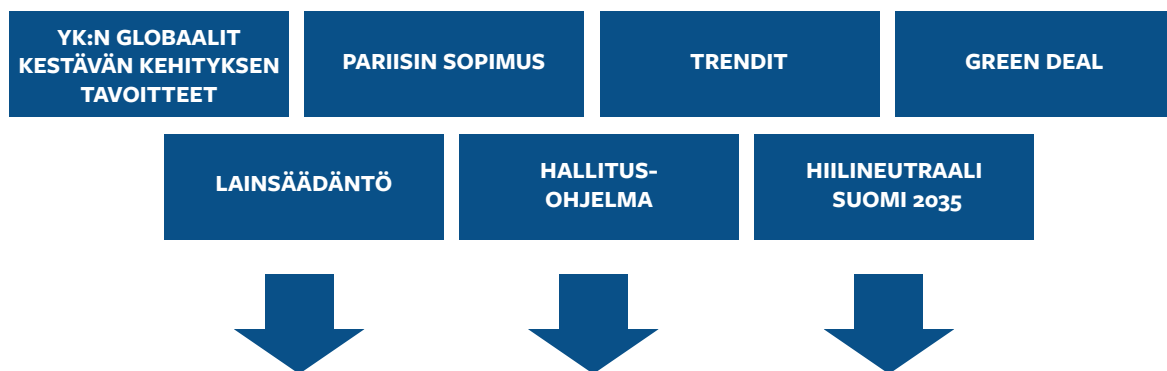 YK:N GLOBAALIT
KESTÄVÄN KEHITYKSEN
TAVOITTEET
PARIISIN SOPIMUS
TRENDIT
GREEN DEAL
LAINSÄÄDÄNTÖ
HALLITUS-
OHJELMA
HIILINEUTRAALI
SUOMI 2035